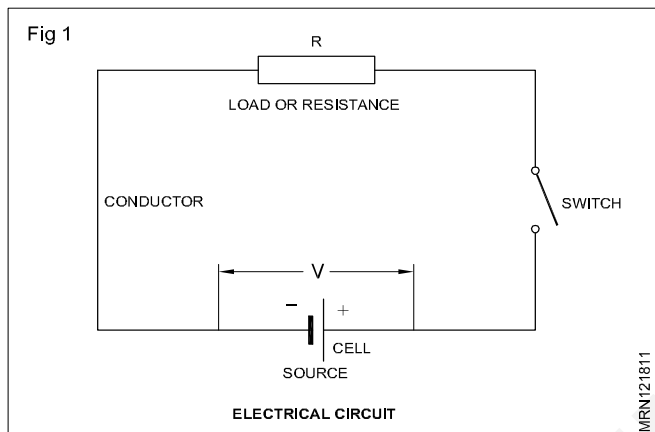 Fig 1
R
LOAD OR RESISTANCE
CONDUCTOR
SWITCH
V
– +
CELL
SOURCE
ELECTRICAL CIRCUIT
MRN121811